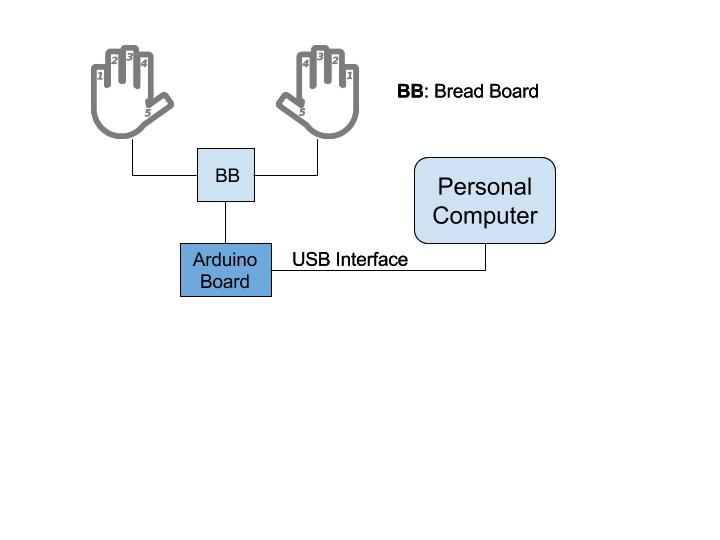 1 2 3 4 5
4 3 2 1 5
BB: Bread Board
BB
Personal
Computer
Arduino
Board
USB Interface